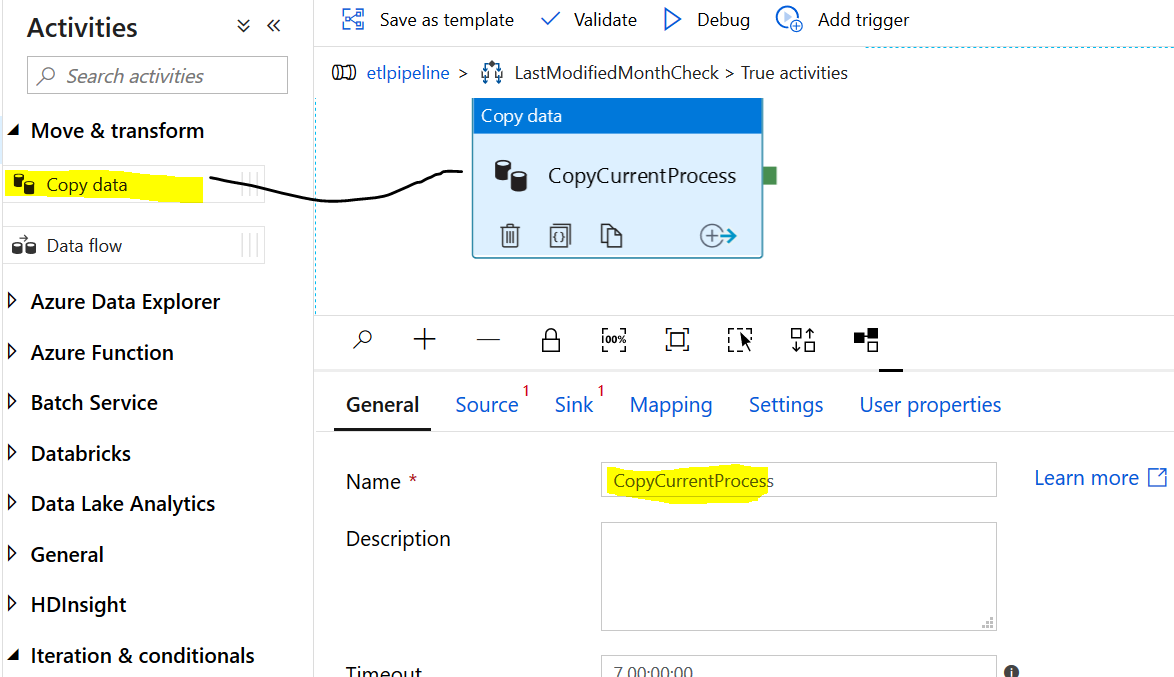 Activities
Search activities
Move & transform
Copy data
Data flow
Azure Data Explorer
Azure Function
Batch Service
Databricks
Data Lake Analytics
General
HDInsight
Iteration & conditionals
Save as template
Validate
Debug
Add trigger
etlpipeline > LastModifiedMonthCheck > True activities
Copy data
CopyCurrentProcess
{}
100%
General
Source 1
Sink 1
Mapping
Settings
User properties
Name *
CopyCurrentProcess
Learn more
Description
Timeout
7.00:00:00